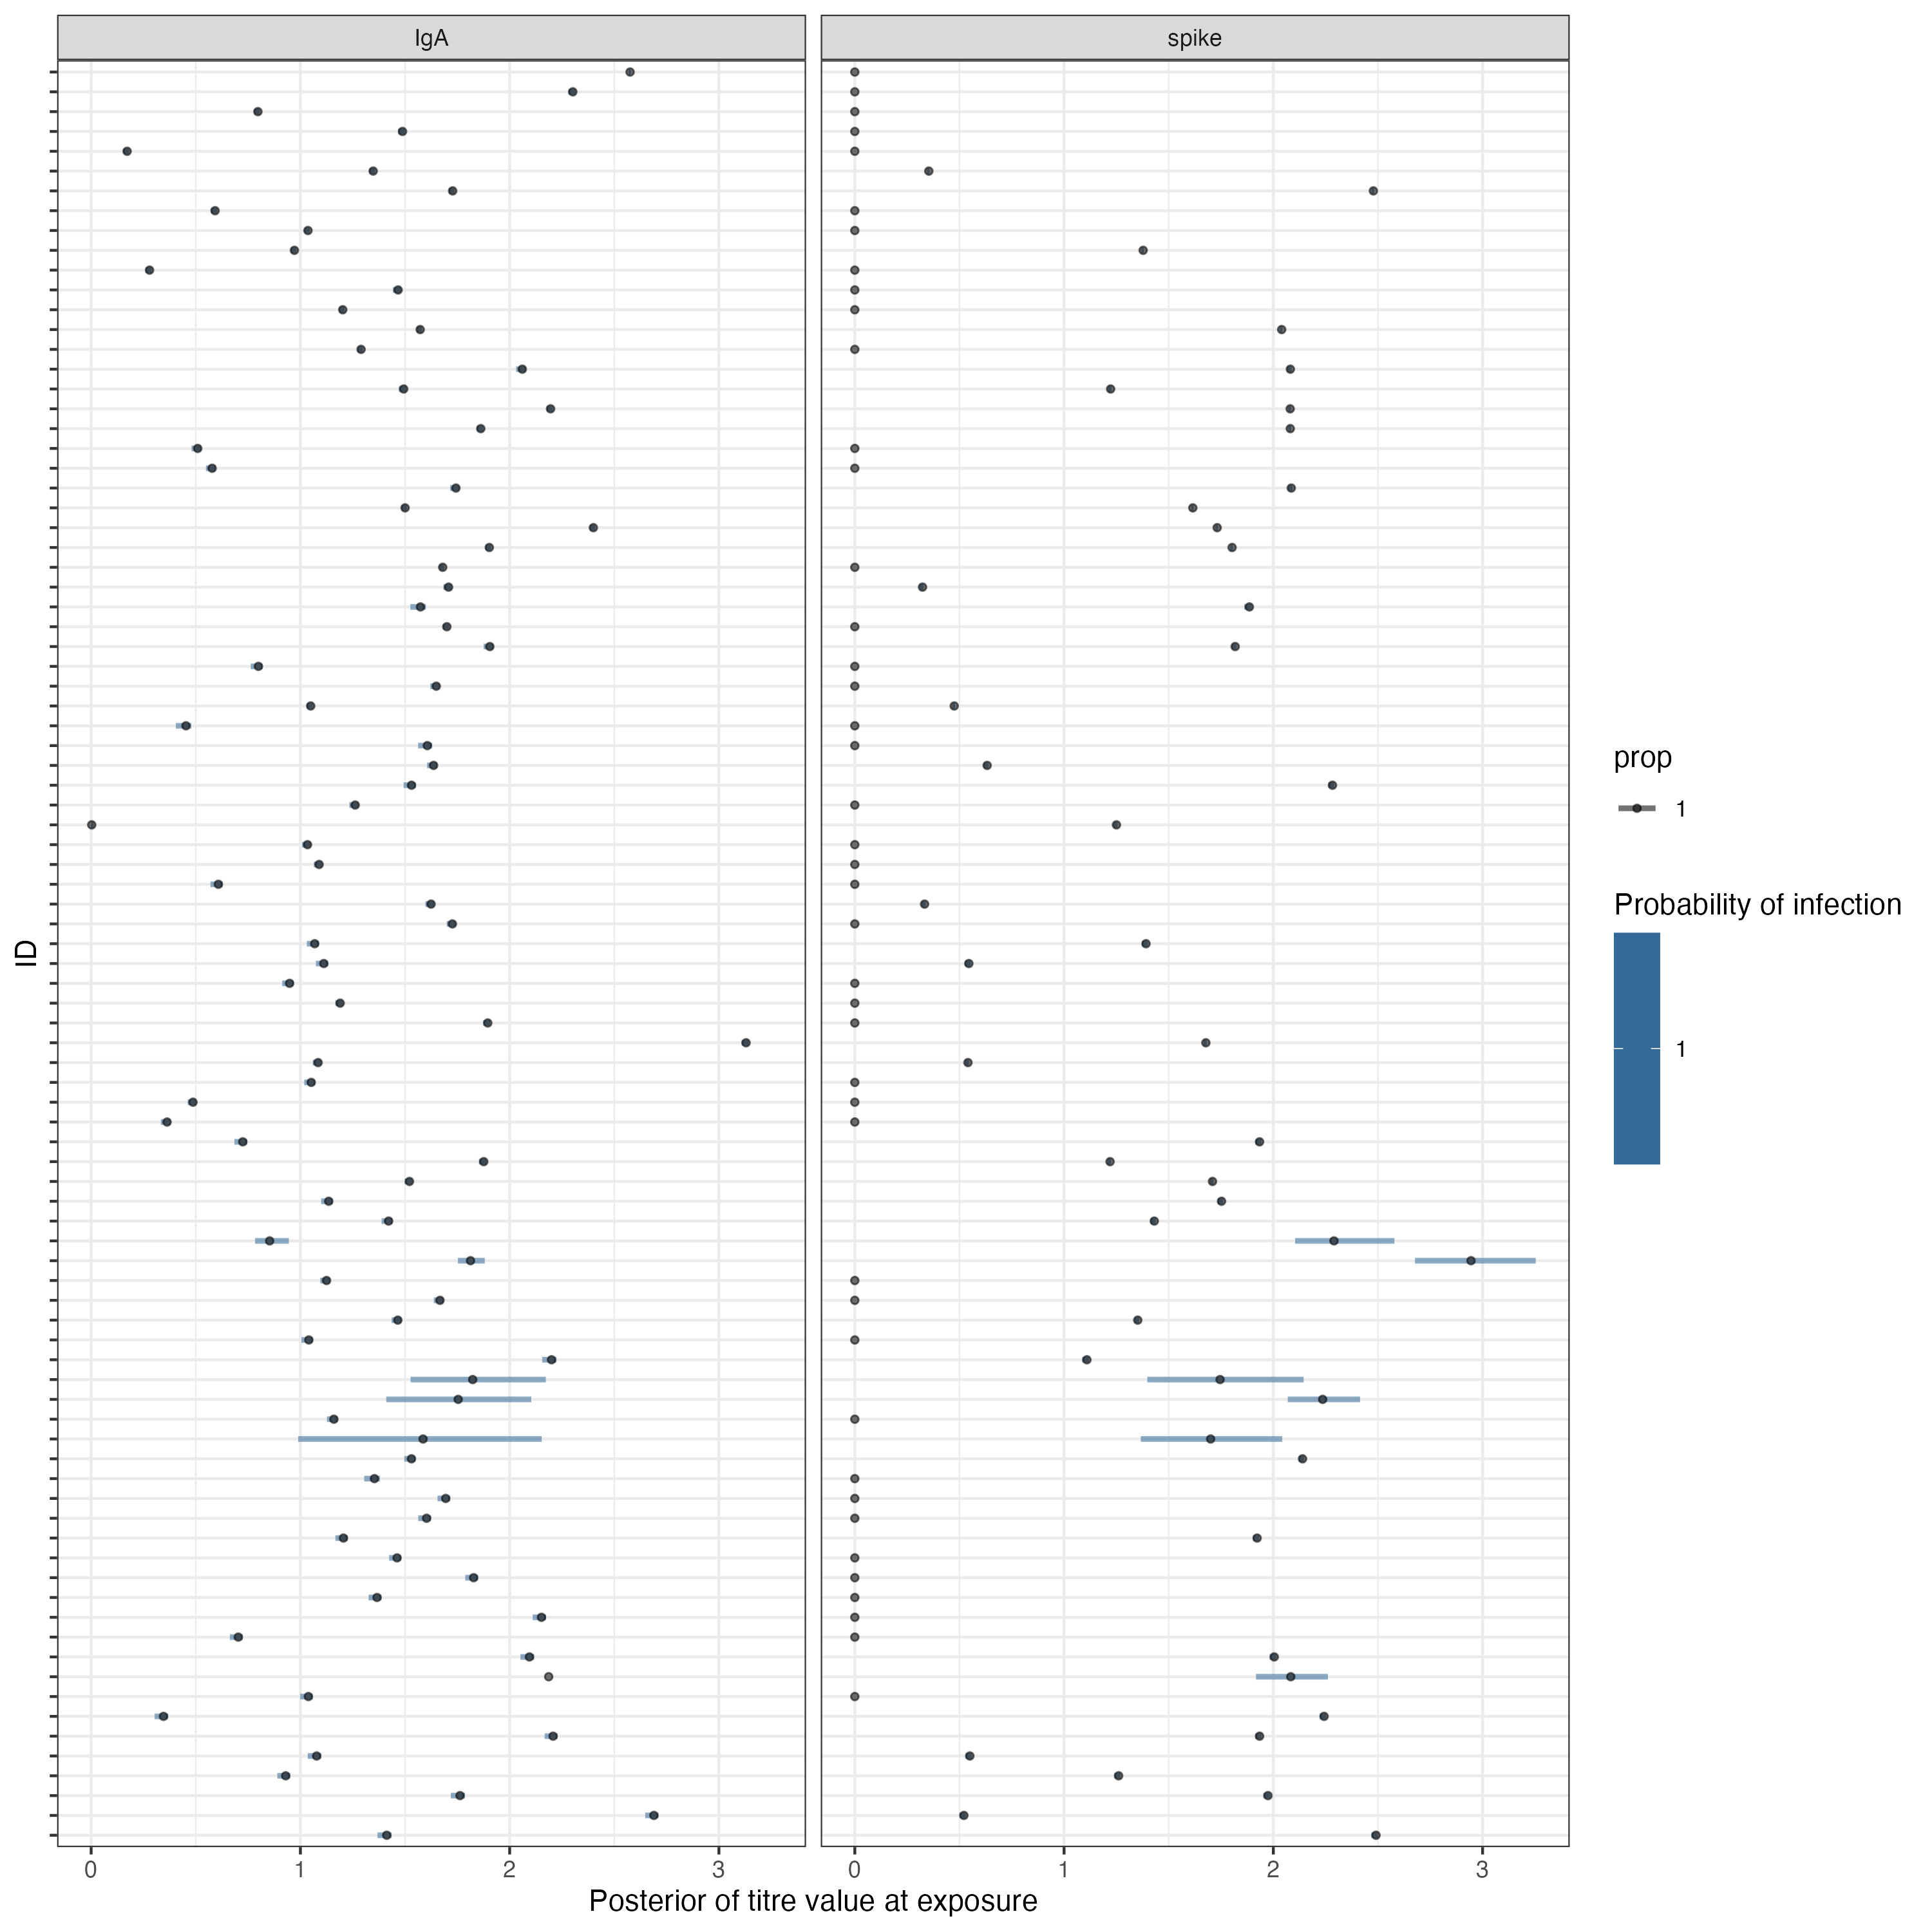 IgA
spike
ID
0 1 2 3
0 1 2 3
Posterior of titre value at exposure
prop
1
Probability of infection
1